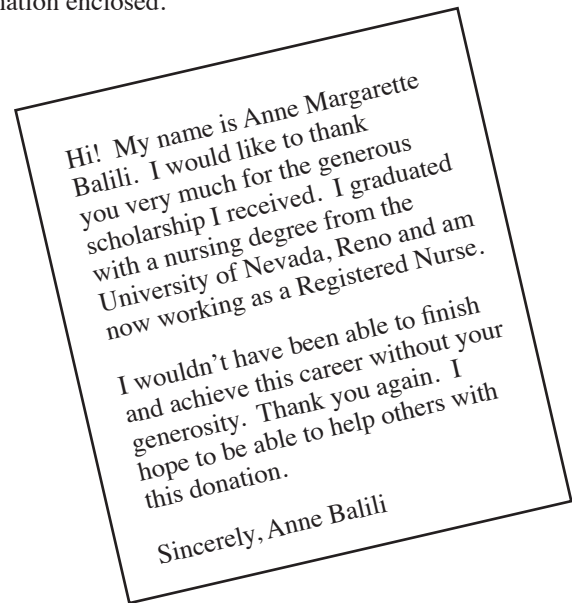 enclosed.
Hi! My name is Anne Margarette
Balili. I would like to thank
you very much for the generous
scholarship I received. I graduated
with a nursing degree from the
University of Nevada, Reno and am
now working as a Registered Nurse.
I wouldn't have been able to finish
and achieve this career without your
generosity. Thank you again. I
hope to be able to help others with
this donation.
Sincerely, Anne Balili